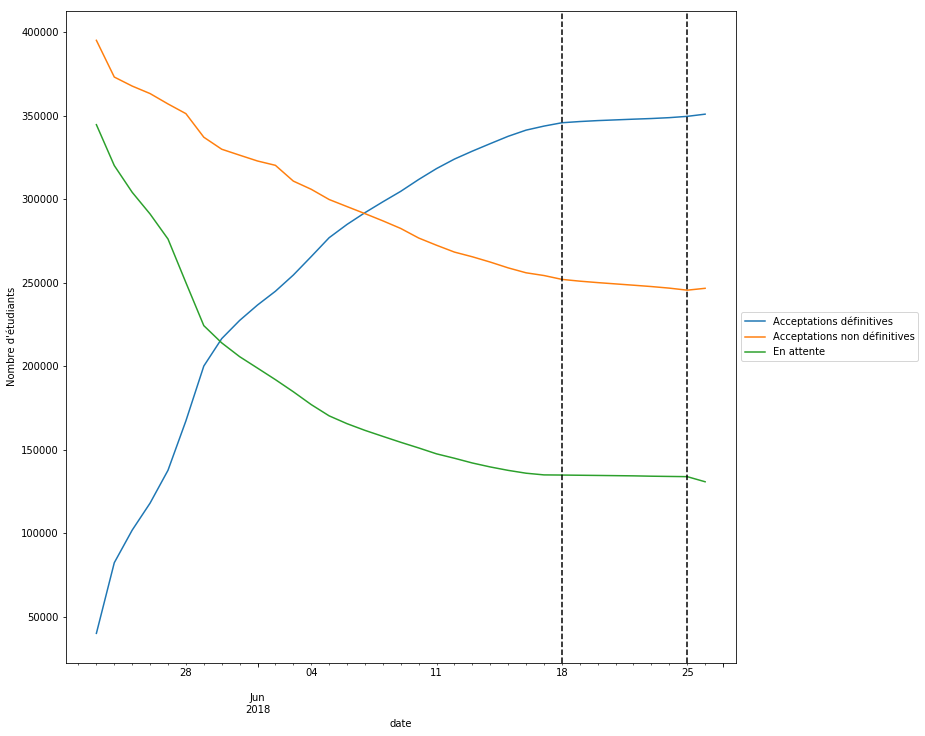 400000
350000
300000
250000
200000
150000
100000
50000
Nombre d'étudiants
28
04
11
18
25
Jun
2018
date
Acceptations définitives
Acceptations non définitives
En attente